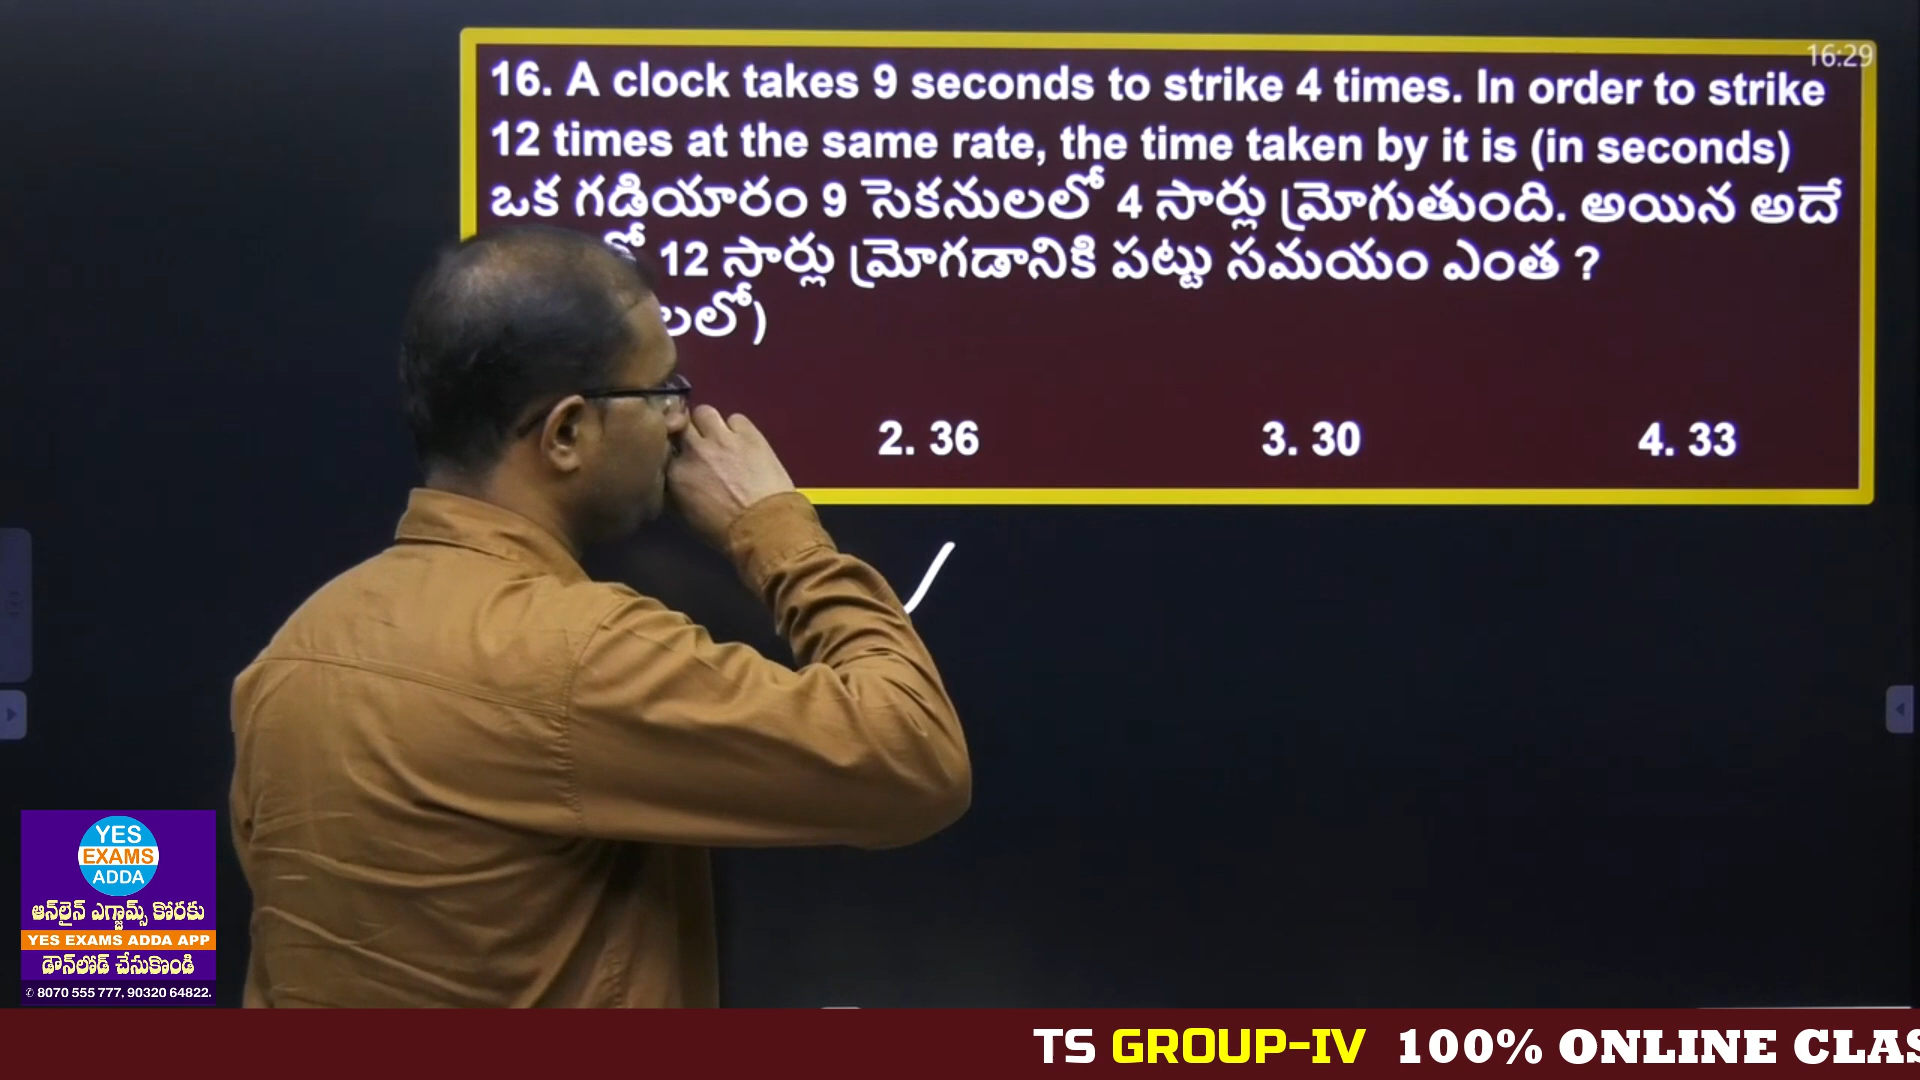 16:29
16. A clock takes 9 seconds to strike 4 times. In order to strike
12 times at the same rate, the time taken by it is (in seconds)
ఒక గడియారం 9 సెకనులలో 4 సార్లు మ్రోగుతుంది. అయిన అదే
12 సార్లు మ్రోగడానికి పట్టు సమయం ఎంత ?
లలో)
2. 36 3. 30 4. 33
YES
EXAMS
ADDA
ఆన్‌లైన్ ఎగ్జామ్స్ కోరకు
YES EXAMS ADDA APP
డౌన్‌లోడ్ చేసుకొండి
✆ 8070 555 777, 90320 64822.
TS GROUP-IV 100% ONLINE CLAS